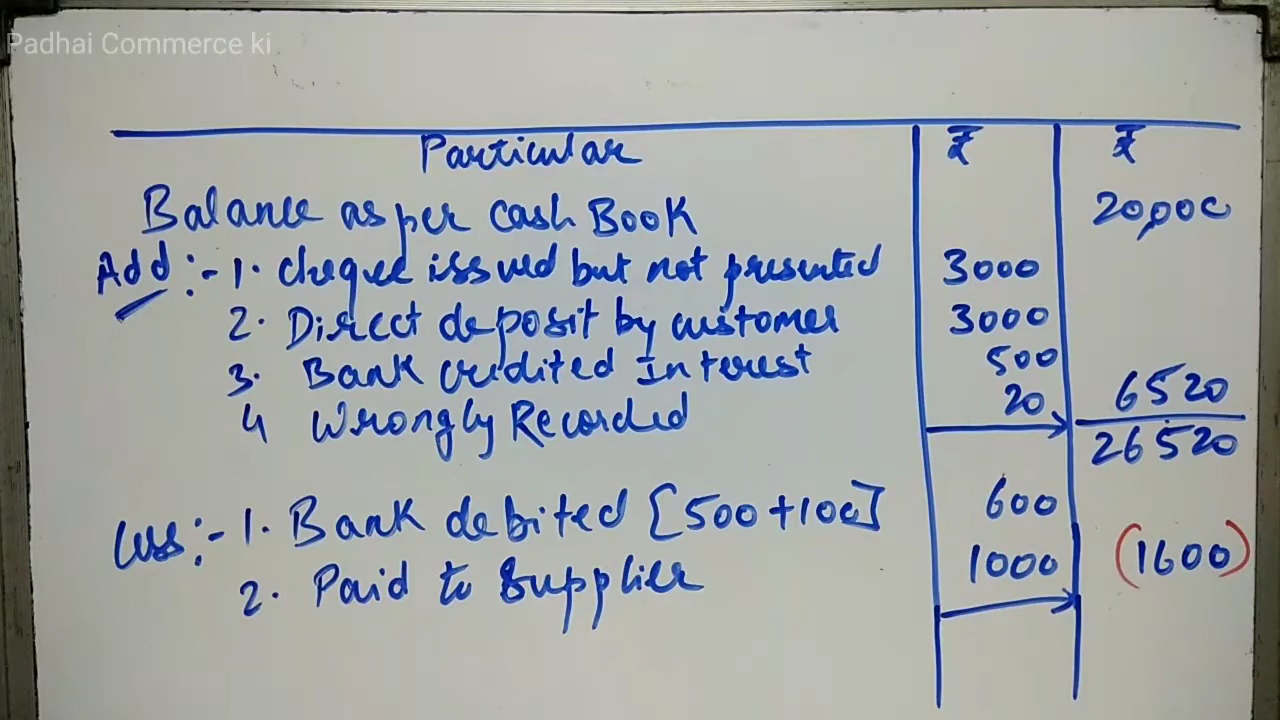 Padhai Commerce ki
Particular ₹ ₹
Balance as per cash Book 20,000
Add :- 1. cheque issued but not presented 3000
2. Direct deposit by customer 3000
3. Bank credited Interest 500
4 Wrongly Recorded 20 6520
26520
Less :- 1. Bank debited [500+100] 600
2. Paid to Supplier 1000 (1600)